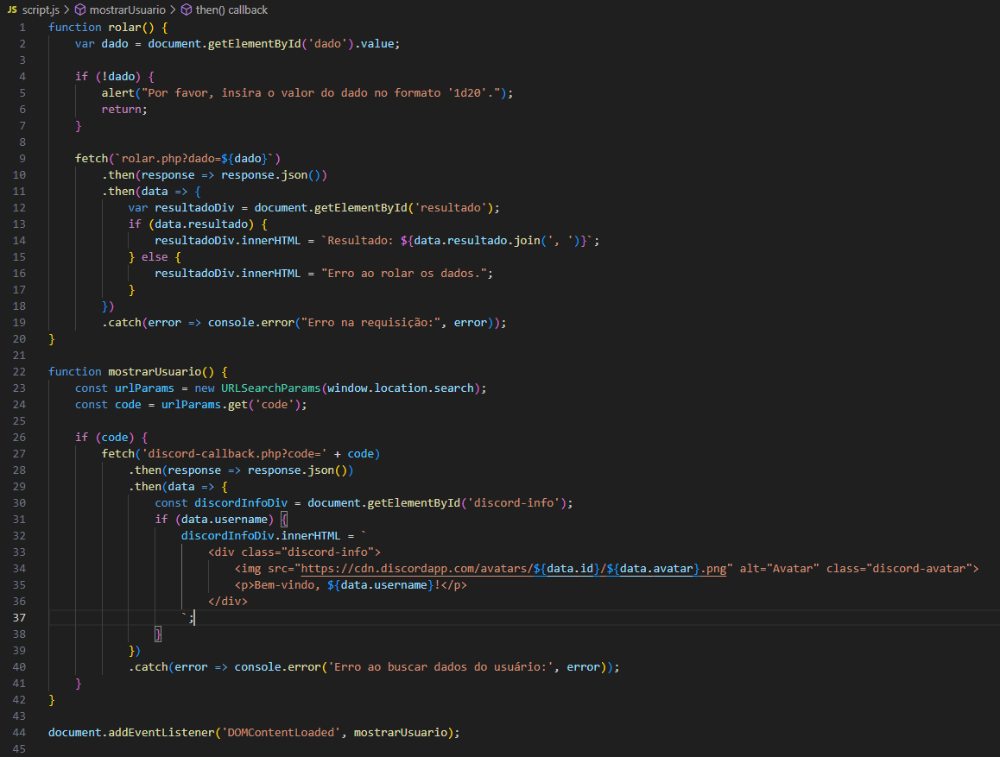 JS script.js > mostrarUsuario > then() callback
1 function rolar() {
2     var dado = document.getElementById('dado').value;
3
4     if (!dado) {
5         alert("Por favor, insira o valor do dado no formato '1d20'.");
6         return;
7     }
8
9     fetch(`rolar.php?dado=${dado}`)
10         .then(response => response.json())
11         .then(data => {
12             var resultadoDiv = document.getElementById('resultado');
13             if (data.resultado) {
14                 resultadoDiv.innerHTML = `Resultado: ${data.resultado.join(', ')}`;
15             } else {
16                 resultadoDiv.innerHTML = "Erro ao rolar os dados.";
17             }
18         })
19         .catch(error => console.error("Erro na requisição:", error));
20 }
21
22 function mostrarUsuario() {
23     const urlParams = new URLSearchParams(window.location.search);
24     const code = urlParams.get('code');
25
26     if (code) {
27         fetch('discord-callback.php?code=' + code)
28             .then(response => response.json())
29             .then(data => {
30                 const discordInfoDiv = document.getElementById('discord-info');
31                 if (data.username) {
32                     discordInfoDiv.innerHTML = `
33                         <div class="discord-info">
34                             <img src="https://cdn.discordapp.com/avatars/${data.id}/${data.avatar}.png" alt="Avatar" class="discord-avatar">
35                             <p>Bem-vindo, ${data.username}!</p>
36                         </div>
37                     `;
38                 }
39             })
40             .catch(error => console.error('Erro ao buscar dados do usuário:', error));
41     }
42 }
43
44 document.addEventListener('DOMContentLoaded', mostrarUsuario);
45